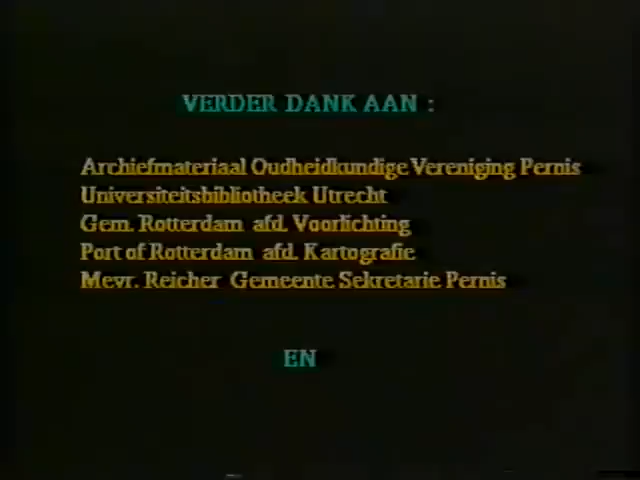 VERDER DANK AAN :
Archiefmateriaal Oudheidkundige Vereniging Pernis
Universiteitsbibliotheek Utrecht
Gem. Rotterdam afd. Voorlichting
Port of Rotterdam afd. Kartografie
Mevr. Reicher Gemeente Sekretarie Pernis
EN